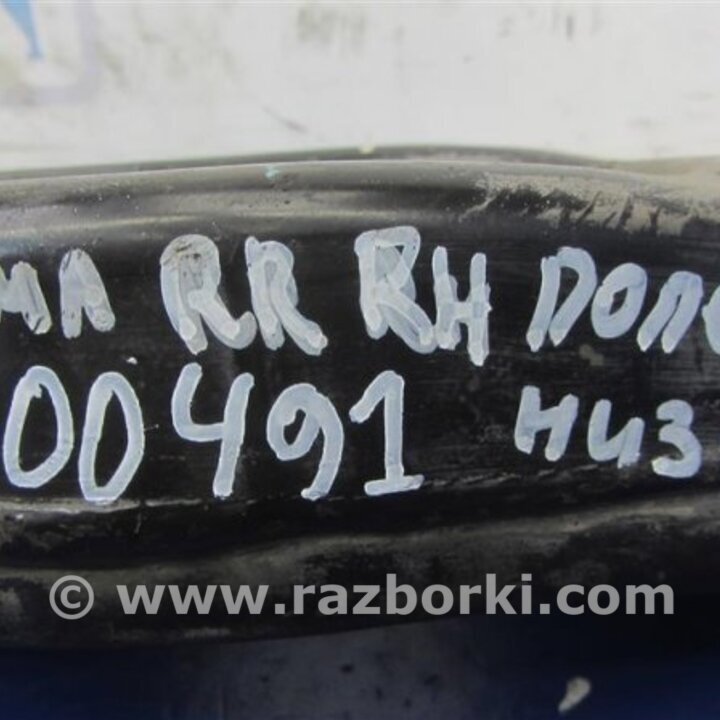 МА RR RH ПОПЕ
00491 НИЗ
© www.razborki.com